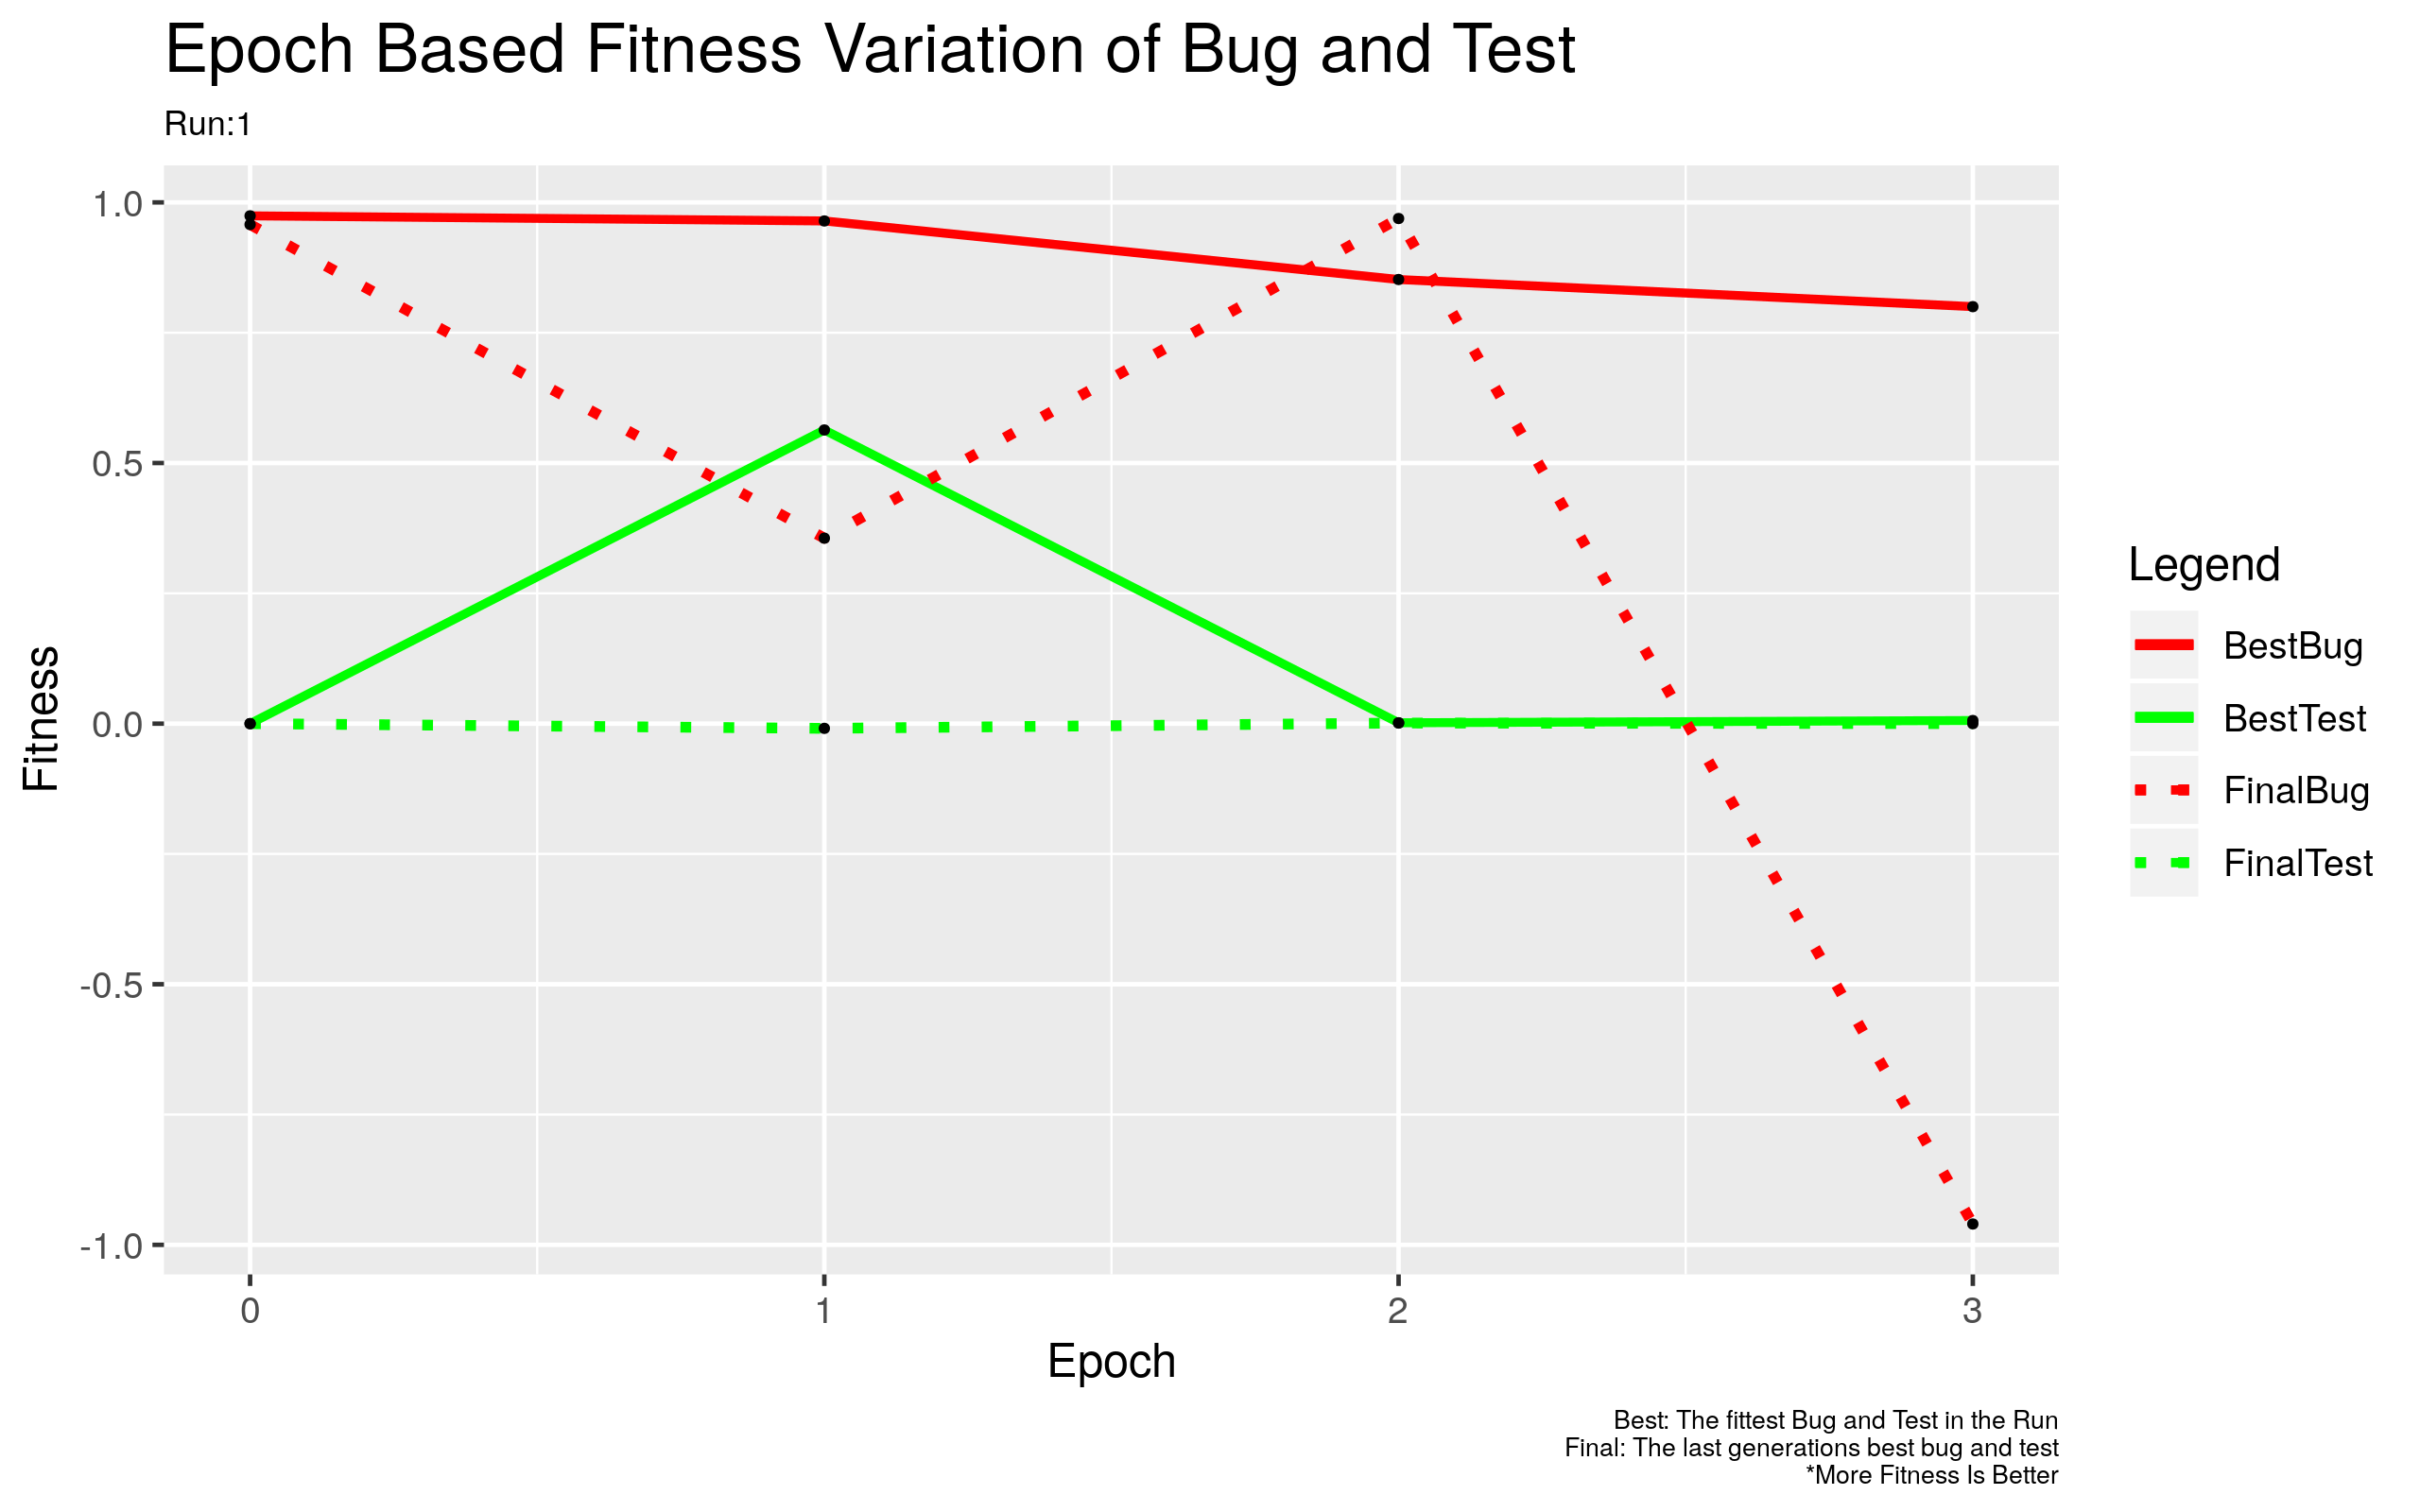 Epoch Based Fitness Variation of Bug and Test
Run:1
1.0
0.5
0.0
-0.5
-1.0
Fitness
0 1 2 3
Epoch
Legend
BestBug
BestTest
FinalBug
FinalTest
Best: The fittest Bug and Test in the Run
Final: The last generations best bug and test
*More Fitness Is Better